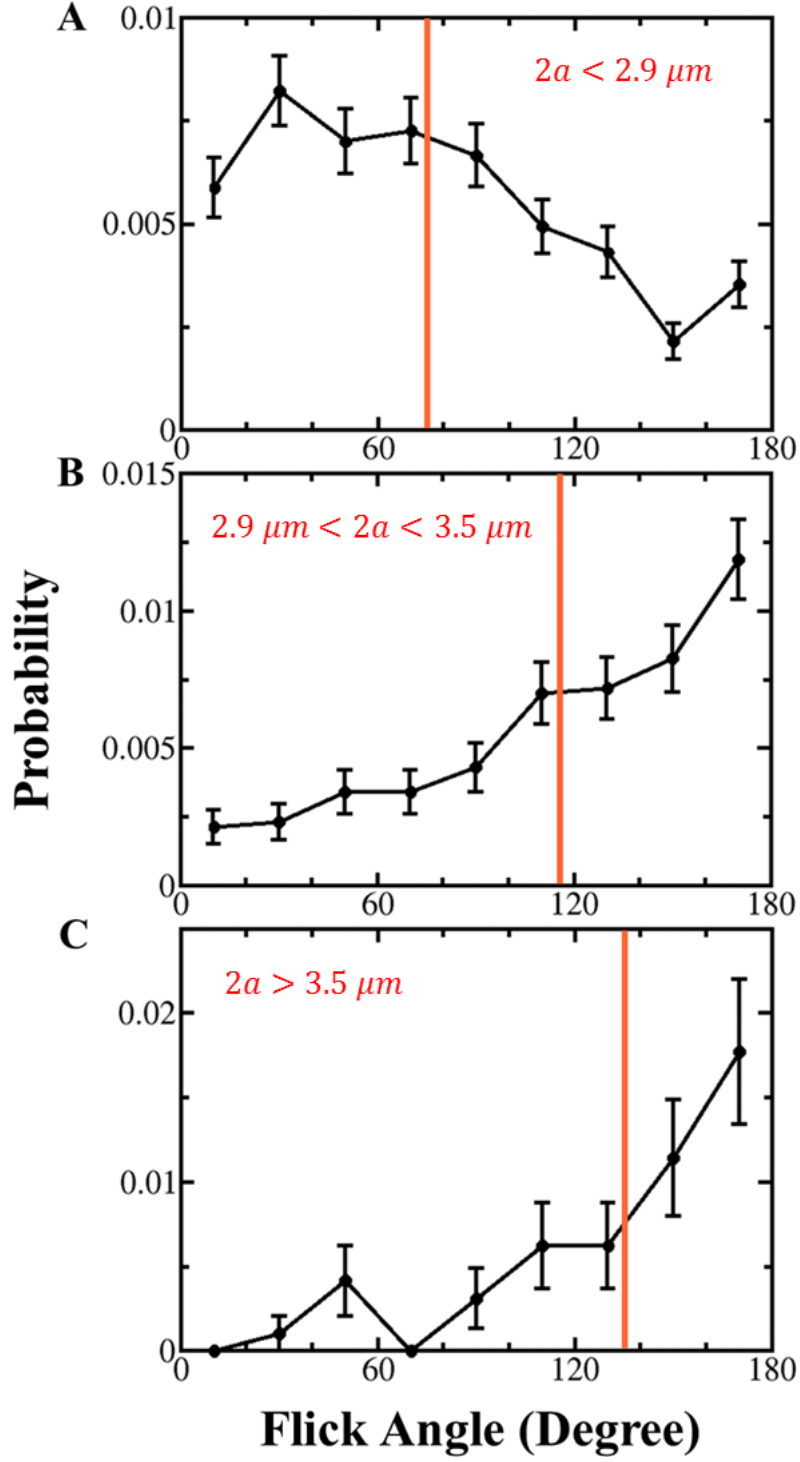 A
0.01
2a < 2.9 μm
0.005
0
0 60 120 180
B
0.015
2.9 μm < 2a < 3.5 μm
0.01
0.005
0
0 60 120 180
Probability
C
2a > 3.5 μm
0.02
0.01
0
0 60 120 180
Flick Angle (Degree)